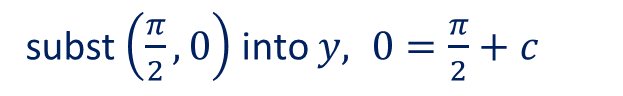 subst (π/2, 0) into y, 0 = π/2 + c